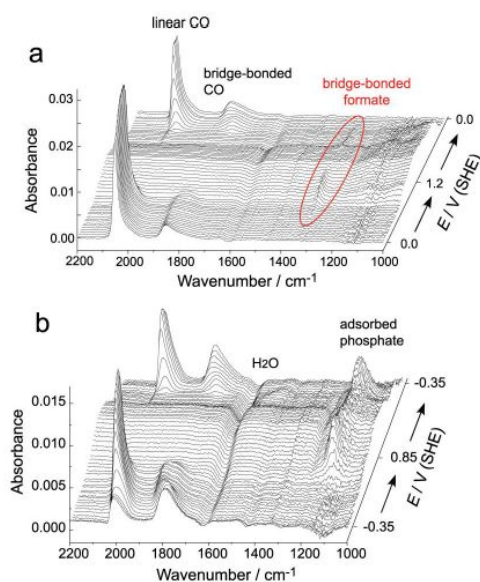 a
linear CO
bridge-bonded
CO
bridge-bonded
formate
0.03
0.02
0.01
0.00
Absorbance
2200 2000 1800 1600 1400 1200 1000
Wavenumber / cm⁻¹
0.0
1.2
0.0
E / V (SHE)
b
H2O
adsorbed
phosphate
0.015
0.010
0.005
0.000
Absorbance
2200 2000 1800 1600 1400 1200 1000
Wavenumber / cm⁻¹
-0.35
0.85
-0.35
E / V (SHE)